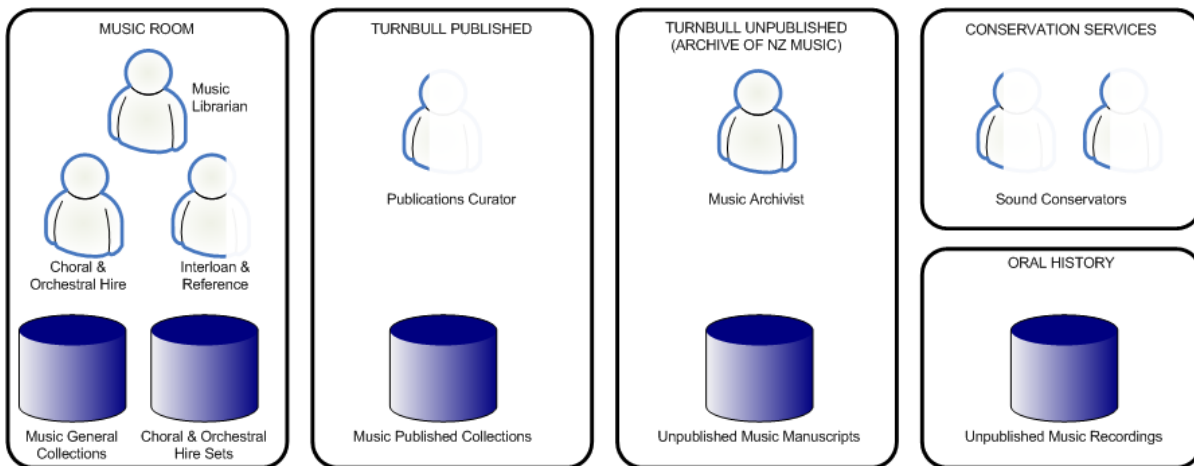 MUSIC ROOM
Music
Librarian
Choral &
Orchestral Hire
Interloan &
Reference
Music General
Collections
Choral & Orchestral
Hire Sets
TURNBULL PUBLISHED
Publications Curator
Music Published Collections
TURNBULL UNPUBLISHED
(ARCHIVE OF NZ MUSIC)
Music Archivist
Unpublished Music Manuscripts
CONSERVATION SERVICES
Sound Conservators
ORAL HISTORY
Unpublished Music Recordings